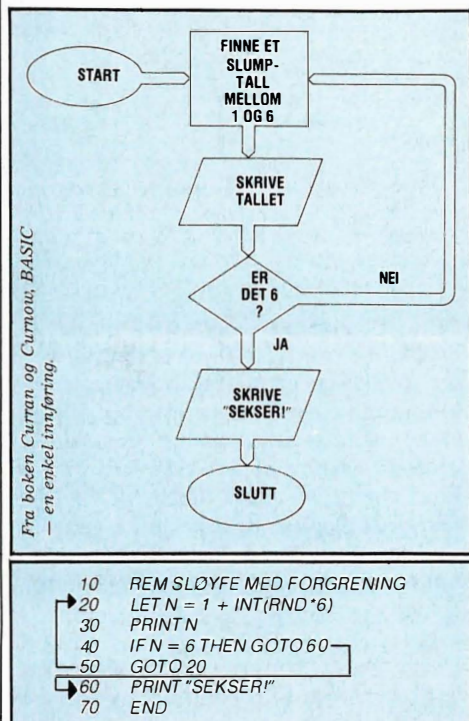 START
FINNE ET
SLUMP-
TALL
MELLOM
1 OG 6
SKRIVE
TALLET
ER
DET 6
?
NEI
JA
SKRIVE
"SEKSER!"
SLUTT
Fra boken Curran og Curnow, BASIC
— en enkel innføring.
10 REM SLØYFE MED FORGRENING
20 LET N = 1 + INT(RND*6)
30 PRINT N
40 IF N = 6 THEN GOTO 60
50 GOTO 20
60 PRINT "SEKSER!"
70 END